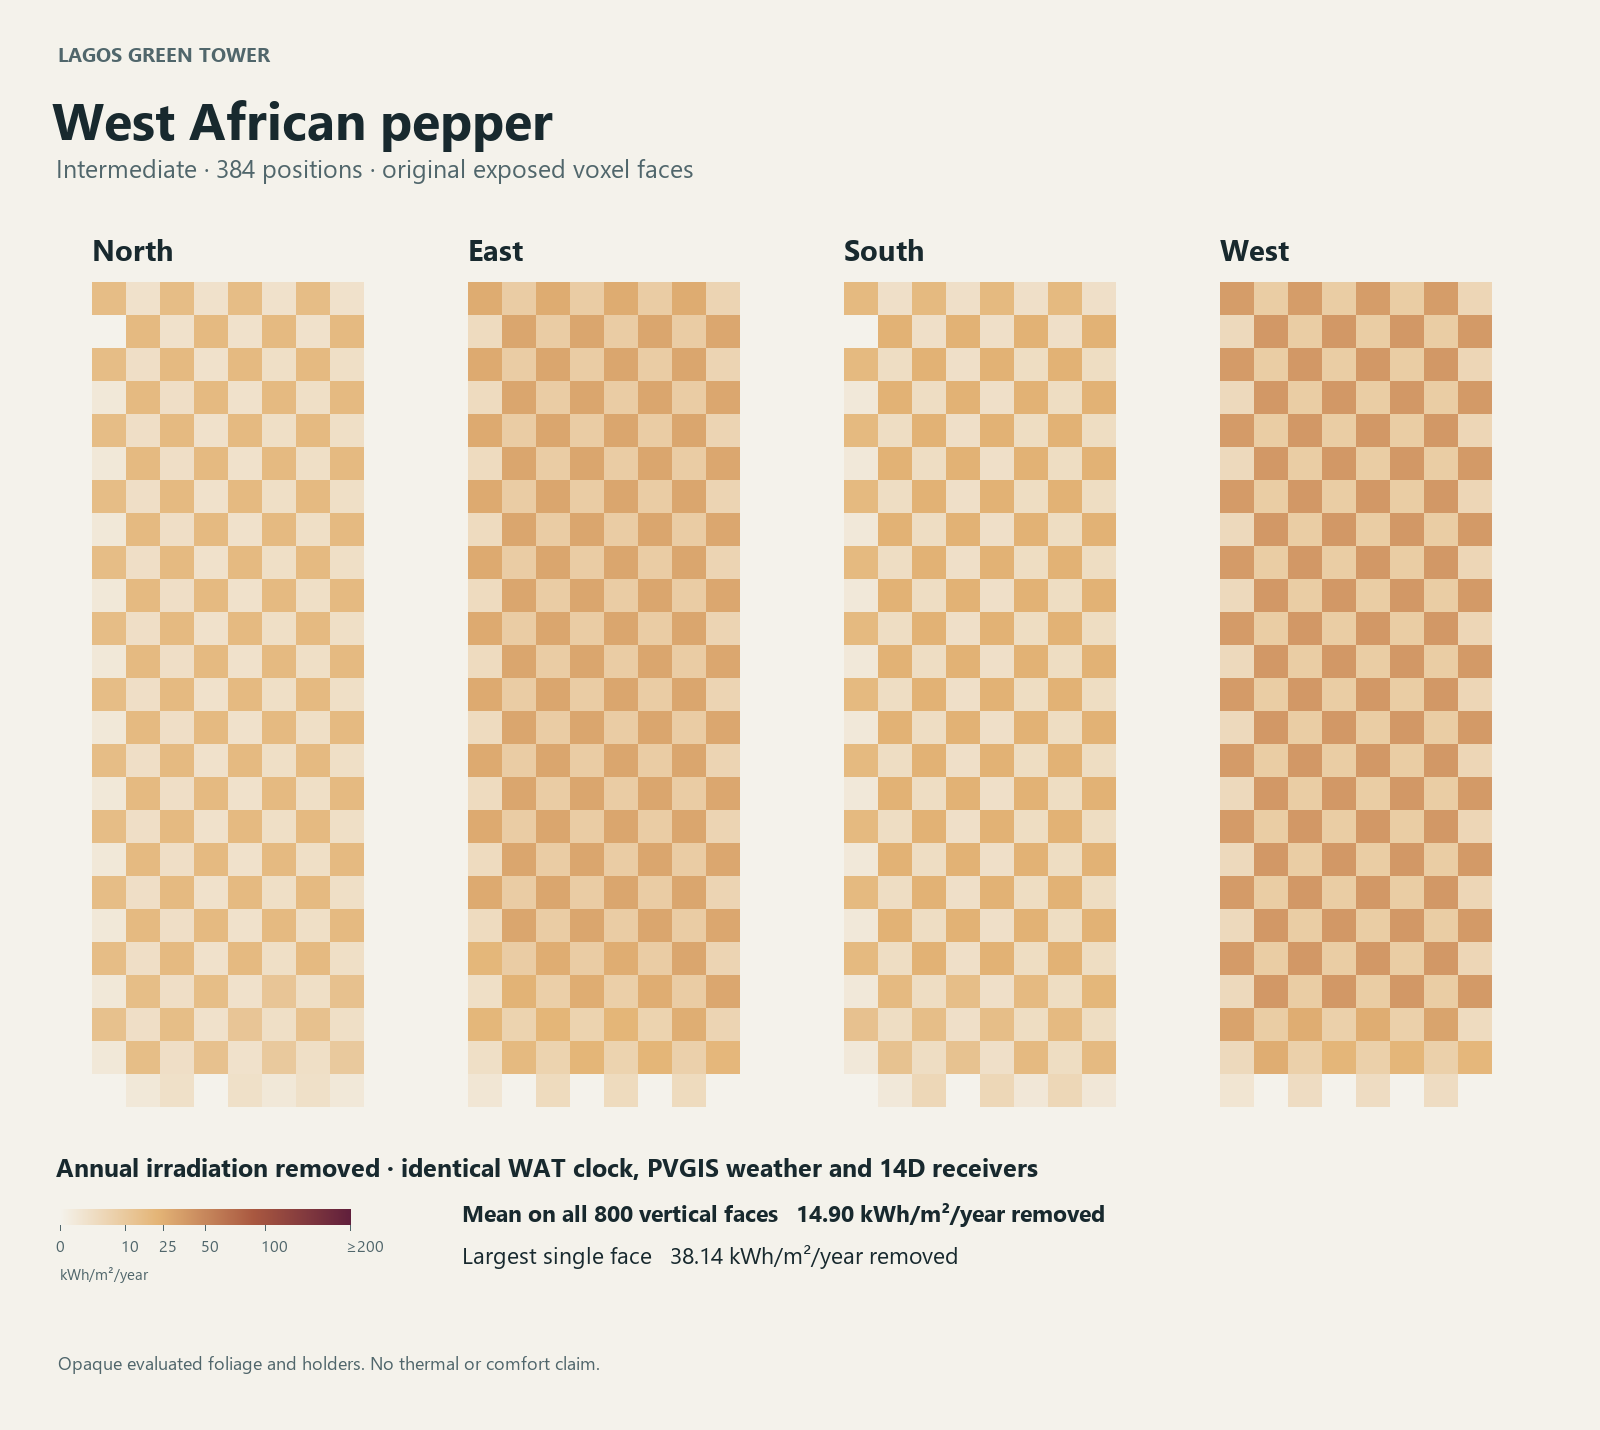 LAGOS GREEN TOWER
West African pepper
Intermediate · 384 positions · original exposed voxel faces
North East South West
Annual irradiation removed · identical WAT clock, PVGIS weather and 14D receivers
Mean on all 800 vertical faces 14.90 kWh/m²/year removed
0 10 25 50 100 ≥200
Largest single face 38.14 kWh/m²/year removed
kWh/m²/year
Opaque evaluated foliage and holders. No thermal or comfort claim.